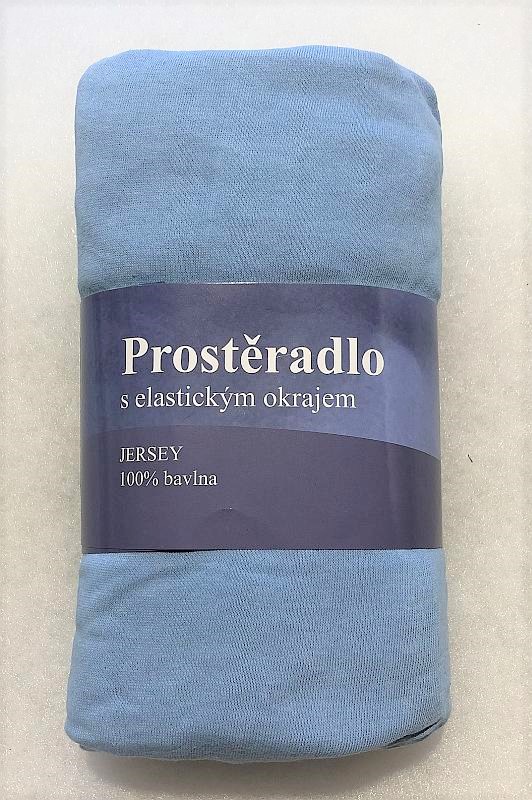 Prostěradlo
s elastickým okrajem
JERSEY
100% bavlna